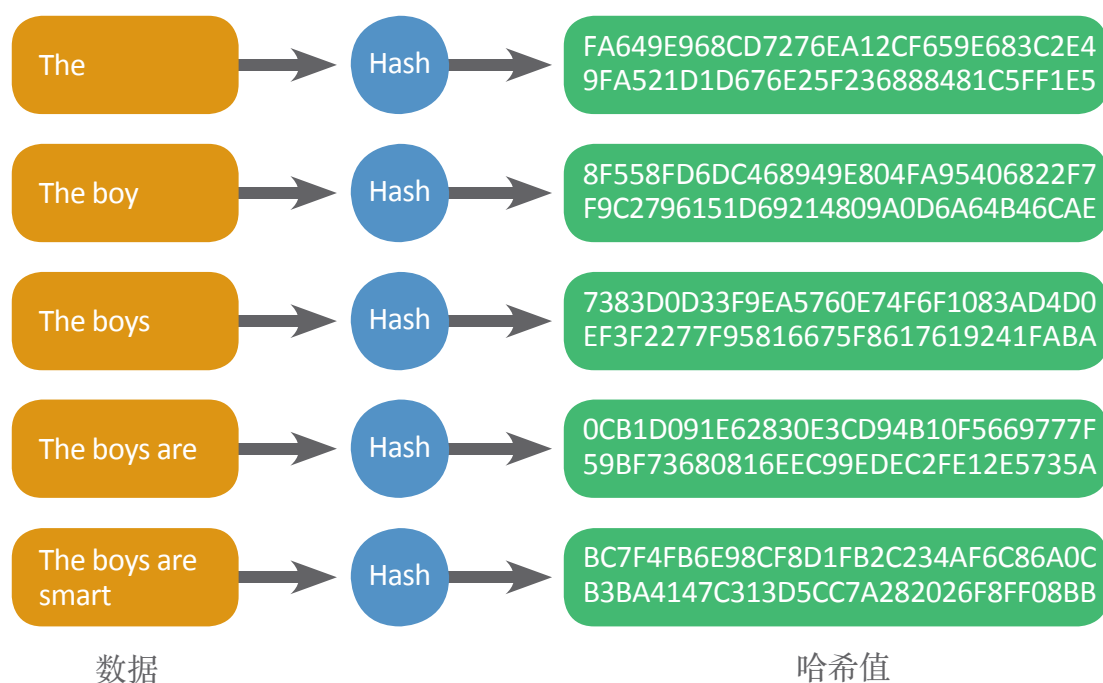 The
Hash
FA649E968CD7276EA12CF659E683C2E4
9FA521D1D676E25F236888481C5FF1E5
The boy
Hash
8F558FD6DC468949E804FA95406822F7
F9C2796151D69214809A0D6A64B46CAE
The boys
Hash
7383D0D33F9EA5760E74F6F1083AD4D0
EF3F2277F95816675F8617619241FABA
The boys are
Hash
0CB1D091E62830E3CD94B10F5669777F
59BF73680816EEC99EDEC2FE12E5735A
The boys are
smart
Hash
BC7F4FB6E98CF8D1FB2C234AF6C86A0C
B3BA4147C313D5CC7A282026F8FF08BB
数据
哈希值